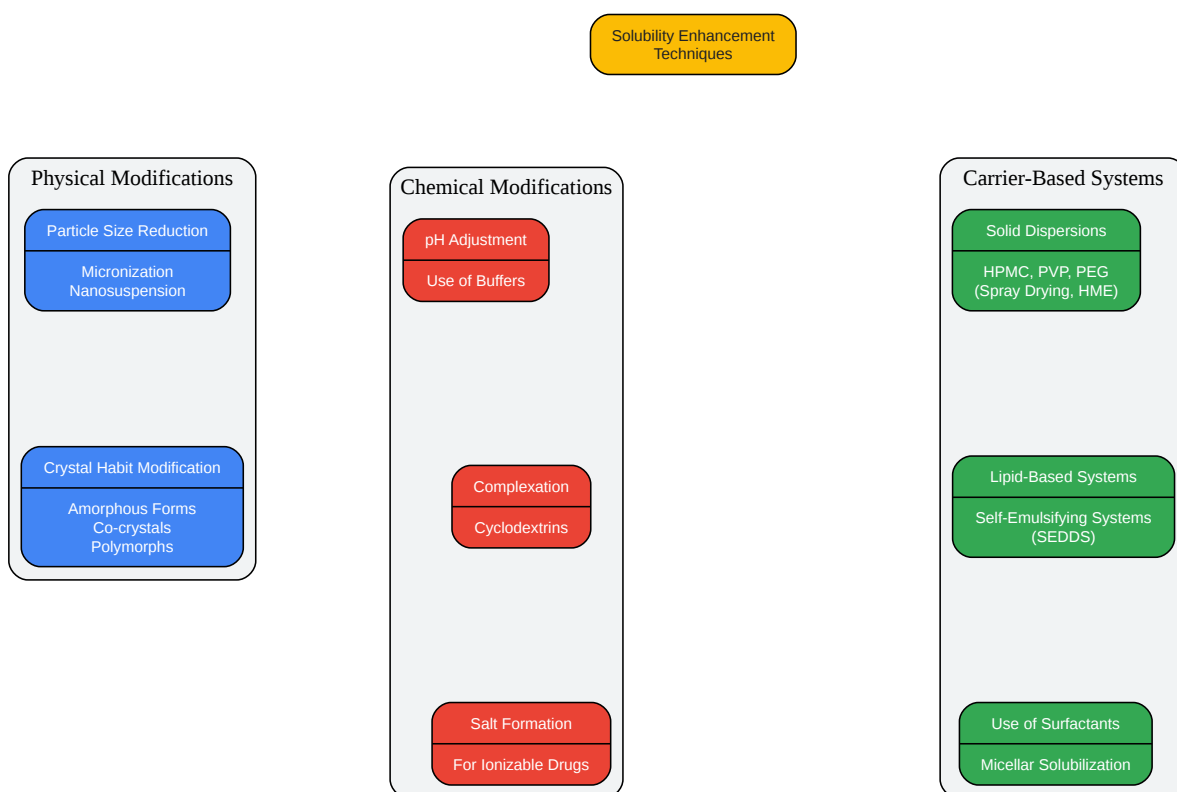 Solubility Enhancement
Techniques
Physical Modifications
Particle Size Reduction
Micronization
Nanosuspension
Crystal Habit Modification
Amorphous Forms
Co-crystals
Polymorphs
Chemical Modifications
pH Adjustment
Use of Buffers
Complexation
Cyclodextrins
Salt Formation
For Ionizable Drugs
Carrier-Based Systems
Solid Dispersions
HPMC, PVP, PEG
(Spray Drying, HME)
Lipid-Based Systems
Self-Emulsifying Systems
(SEDDS)
Use of Surfactants
Micellar Solubilization